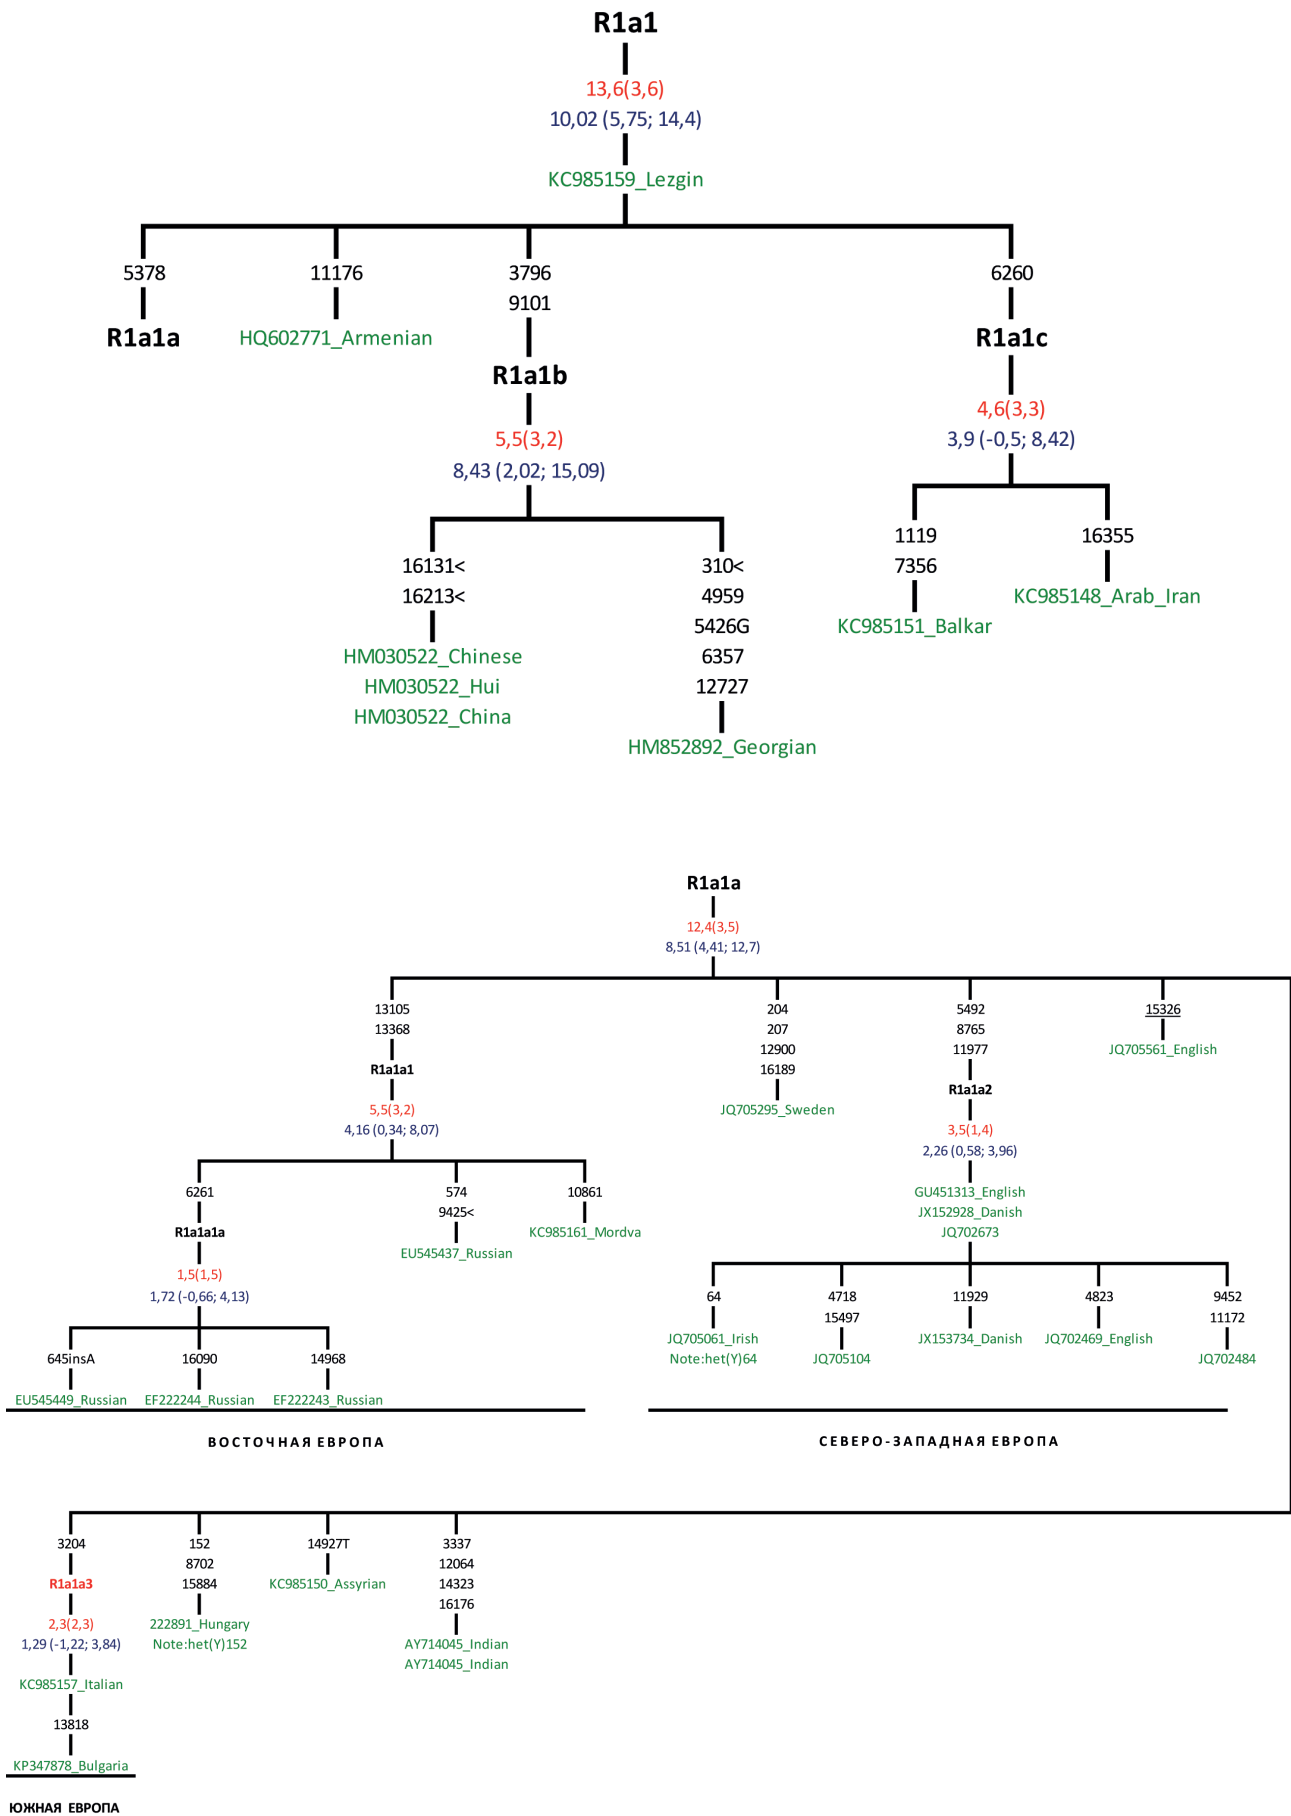 R1a1
13,6(3,6)
10,02 (5,75; 14,4)
KC985159_Lezgin
5378
11176
3796
6260
9101
R1a1a
HQ602771_Armenian
R1a1c
R1a1b
4,6(3,3)
5,5(3,2)
3,9 (-0,5; 8,42)
8,43 (2,02; 15,09)
1119
16355
16131<
310<
7356
16213<
4959
KC985148_Arab_Iran
5426G
KC985151_Balkar
HM030522_Chinese
6357
HM030522_Hui
12727
HM030522_China
HM852892_Georgian
R1a1a
12,4(3,5)
8,51 (4,41; 12,7)
13105
204
5492
15326
13368
207
8765
R1a1a1
12900
11977
JQ705561_English
16189
R1a1a2
5,5(3,2)
JQ705295_Sweden
4,16 (0,34; 8,07)
3,5(1,4)
2,26 (0,58; 3,96)
6261
574
10861
GU451313_English
9425<
JX152928_Danish
R1a1a1a
KC985161_Mordva
JQ702673
EU545437_Russian
1,5(1,5)
1,72 (-0,66; 4,13)
64
4718
11929
4823
9452
15497
11172
JQ705061_Irish
JX153734_Danish
JQ702469_English
Note:het(Y)64
JQ705104
JQ702484
645insA
16090
14968
EU545449_Russian
EF222244_Russian
EF222243_Russian
ВОСТОЧНАЯ ЕВРОПА
СЕВЕРО-ЗАПАДНАЯ ЕВРОПА
3204
152
14927T
3337
8702
12064
R1a1a3
15884
KC985150_Assyrian
14323
16176
2,3(2,3)
222891_Hungary
1,29 (-1,22; 3,84)
Note:het(Y)152
AY714045_Indian
AY714045_Indian
KC985157_Italian
13818
KP347878_Bulgaria
ЮЖНАЯ ЕВРОПА